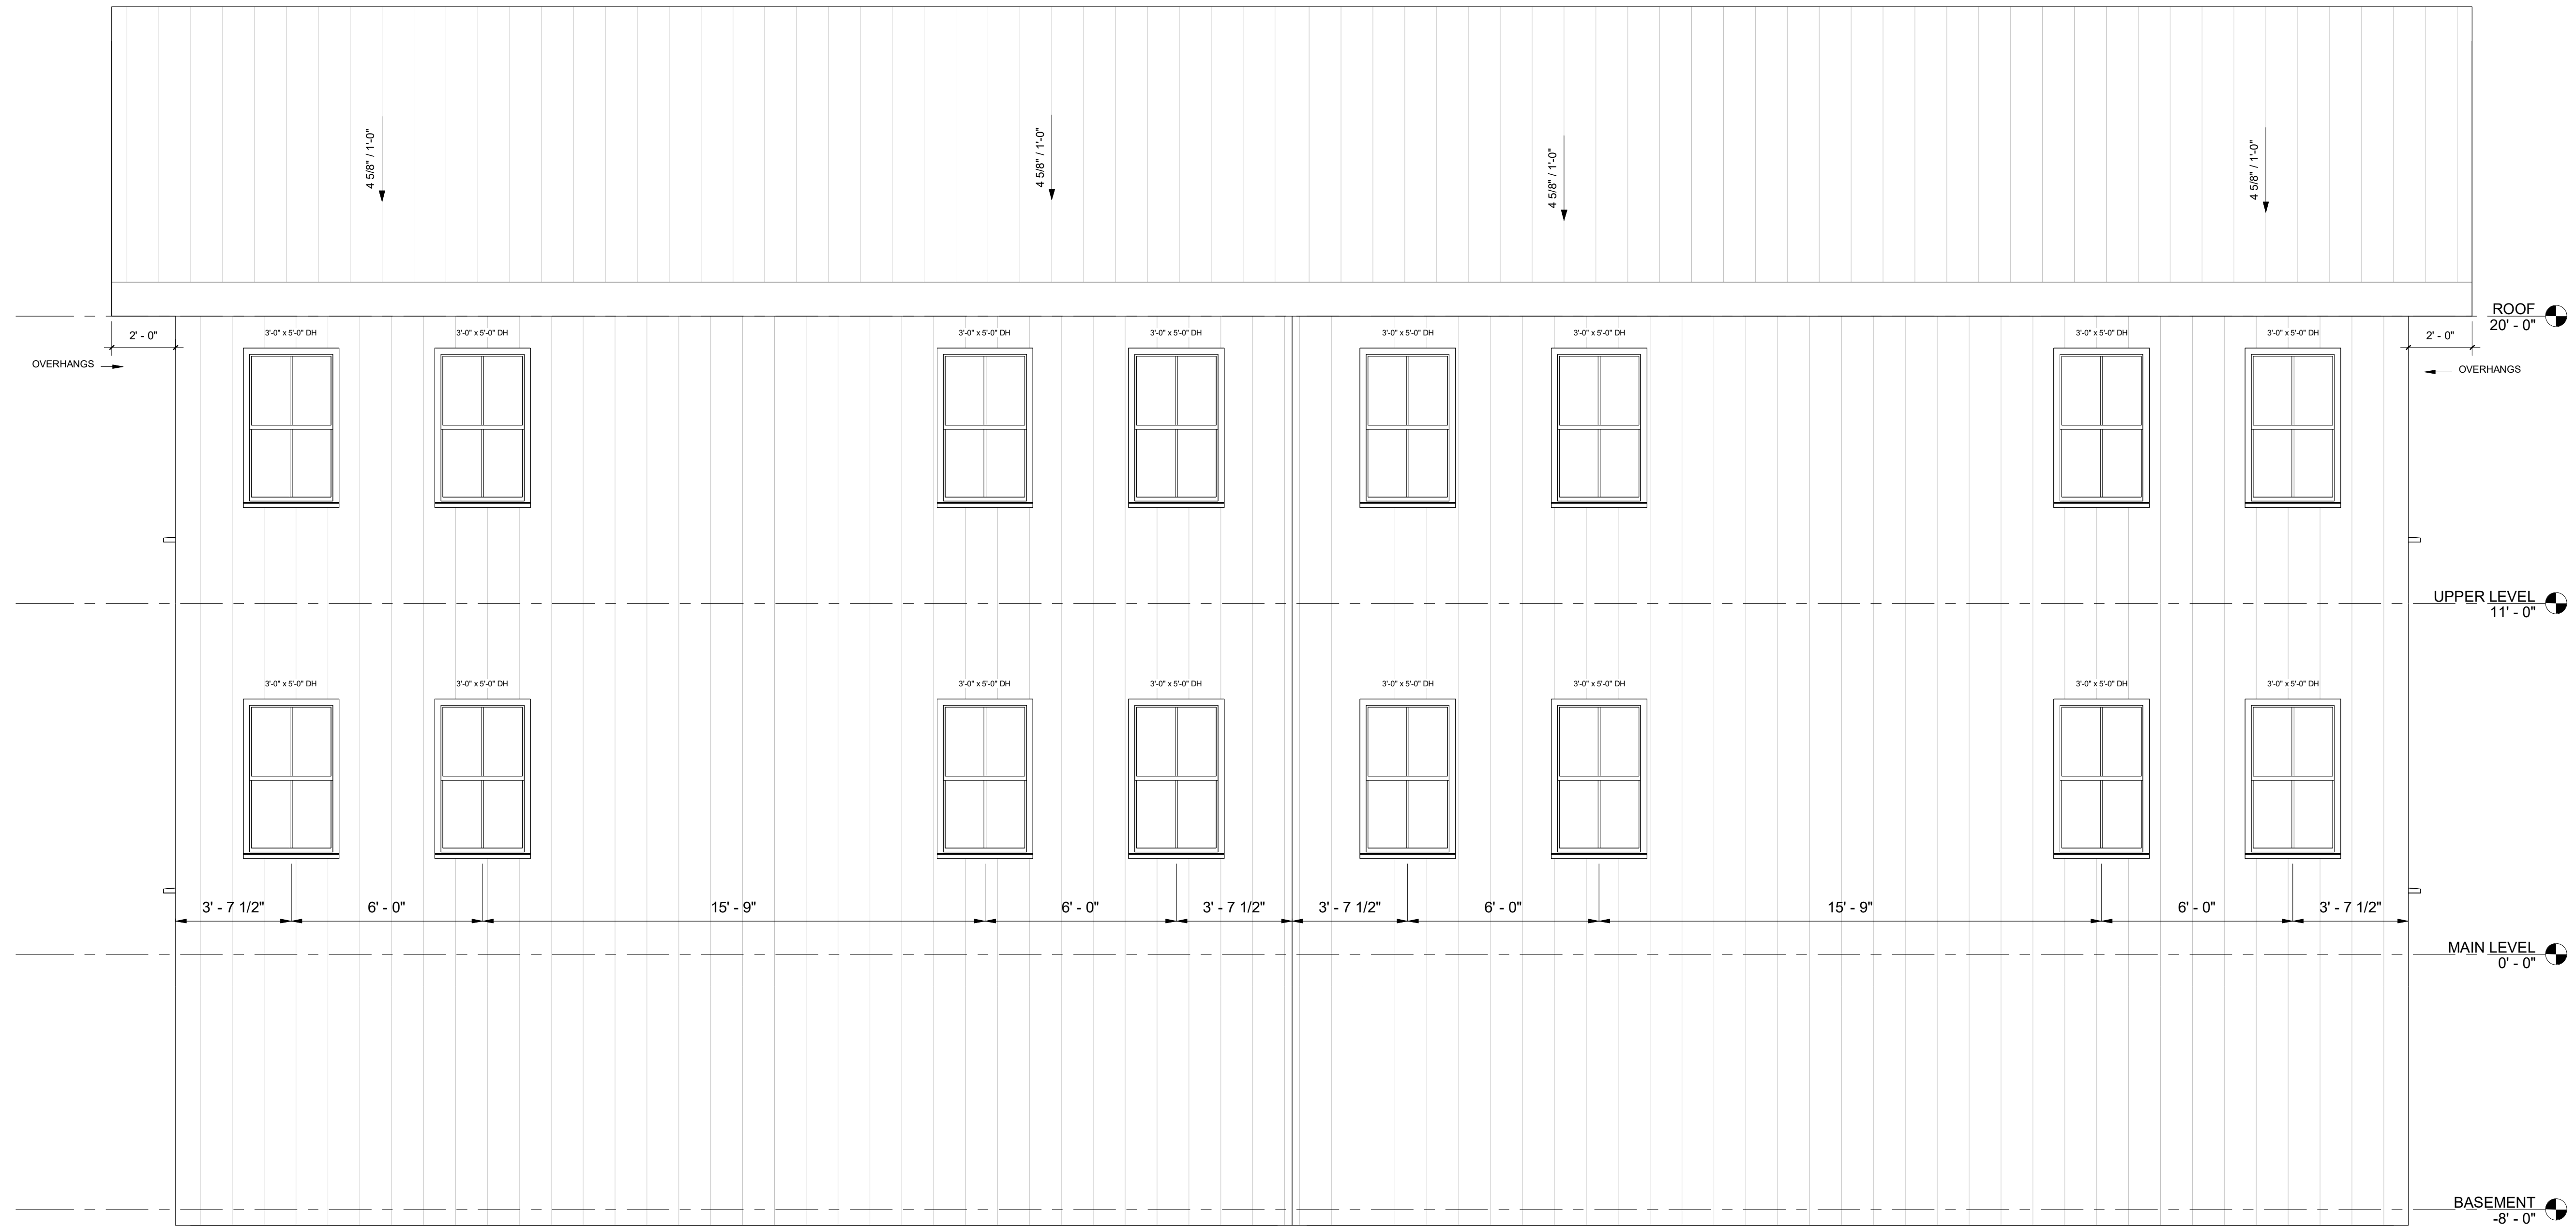 4 5/8" / 1'-0"
4 5/8" / 1'-0"
4 5/8" / 1'-0"
4 5/8" / 1'-0"
ROOF
20' - 0"
2' - 0"
3'-0" x 5'-0" DH
3'-0" x 5'-0" DH
3'-0" x 5'-0" DH
3'-0" x 5'-0" DH
3'-0" x 5'-0" DH
3'-0" x 5'-0" DH
3'-0" x 5'-0" DH
3'-0" x 5'-0" DH
2' - 0"
OVERHANGS
OVERHANGS
UPPER LEVEL
11' - 0"
3'-0" x 5'-0" DH
3'-0" x 5'-0" DH
3'-0" x 5'-0" DH
3'-0" x 5'-0" DH
3'-0" x 5'-0" DH
3'-0" x 5'-0" DH
3'-0" x 5'-0" DH
3'-0" x 5'-0" DH
3' - 7 1/2"
6' - 0"
15' - 9"
6' - 0"
3' - 7 1/2"
3' - 7 1/2"
6' - 0"
15' - 9"
6' - 0"
3' - 7 1/2"
MAIN LEVEL
0' - 0"
BASEMENT
-8' - 0"